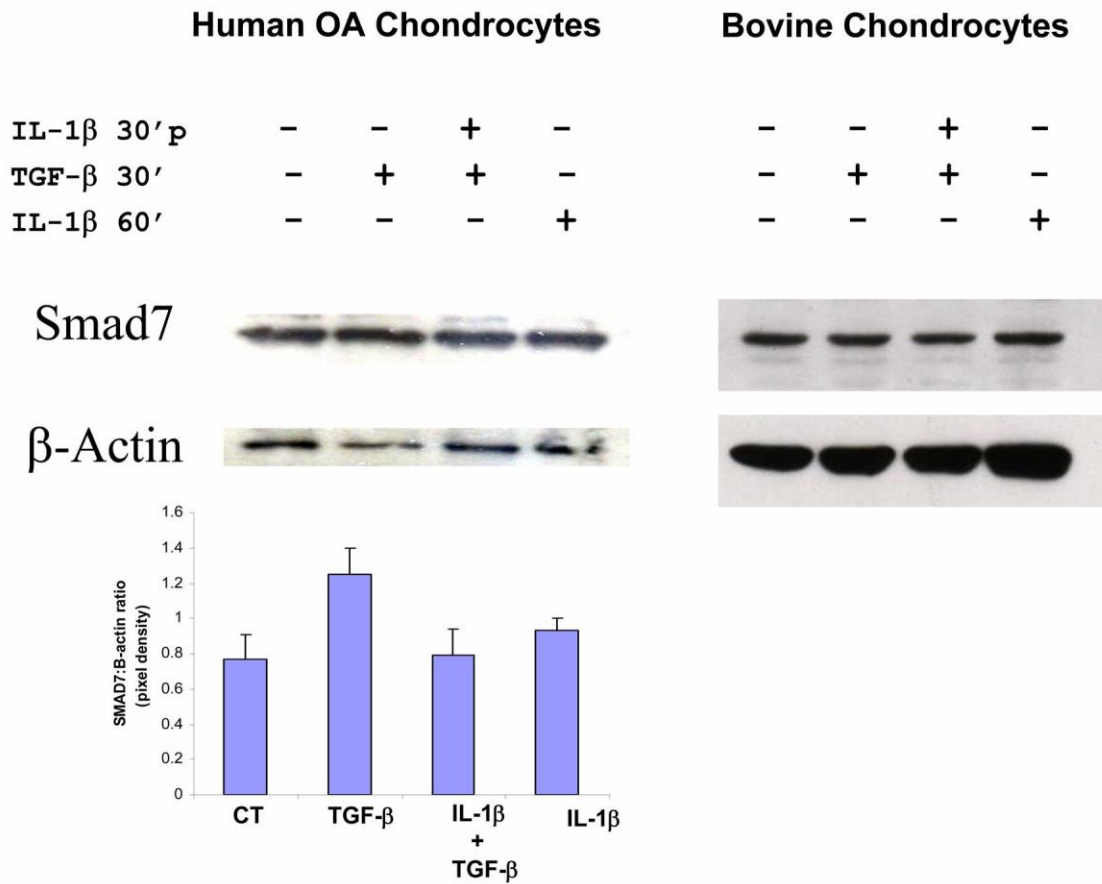 Human OA Chondrocytes Bovine Chondrocytes
IL-1β 30′p − − + − − − + −
TGF-β 30′ − + + − − + + −
IL-1β 60′ − − − + − − − +
Smad7
β-Actin
SMAD7:B-actin ratio
(pixel density)
1.6
1.4
1.2
1
0.8
0.6
0.4
0.2
0
CT TGF-β IL-1β + TGF-β IL-1β